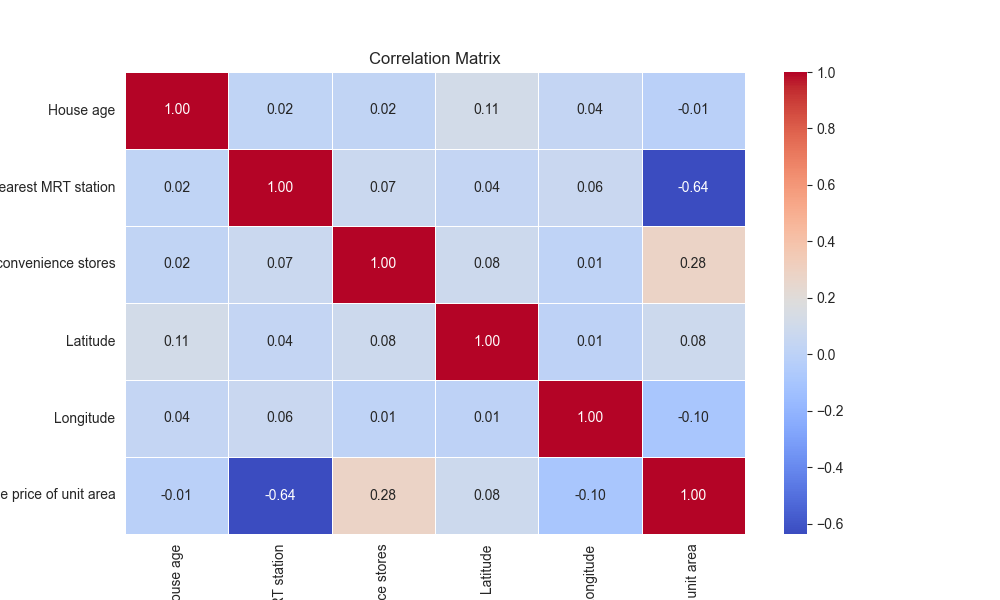 Correlation Matrix
House age 1.00 0.02 0.02 0.11 0.04 -0.01
earest MRT station 0.02 1.00 0.07 0.04 0.06 -0.64
convenience stores 0.02 0.07 1.00 0.08 0.01 0.28
Latitude 0.11 0.04 0.08 1.00 0.01 0.08
Longitude 0.04 0.06 0.01 0.01 1.00 -0.10
e price of unit area -0.01 -0.64 0.28 0.08 -0.10 1.00
ouse age
RT station
ce stores
Latitude
ongitude
unit area
1.0
0.8
0.6
0.4
0.2
0.0
−0.2
−0.4
−0.6